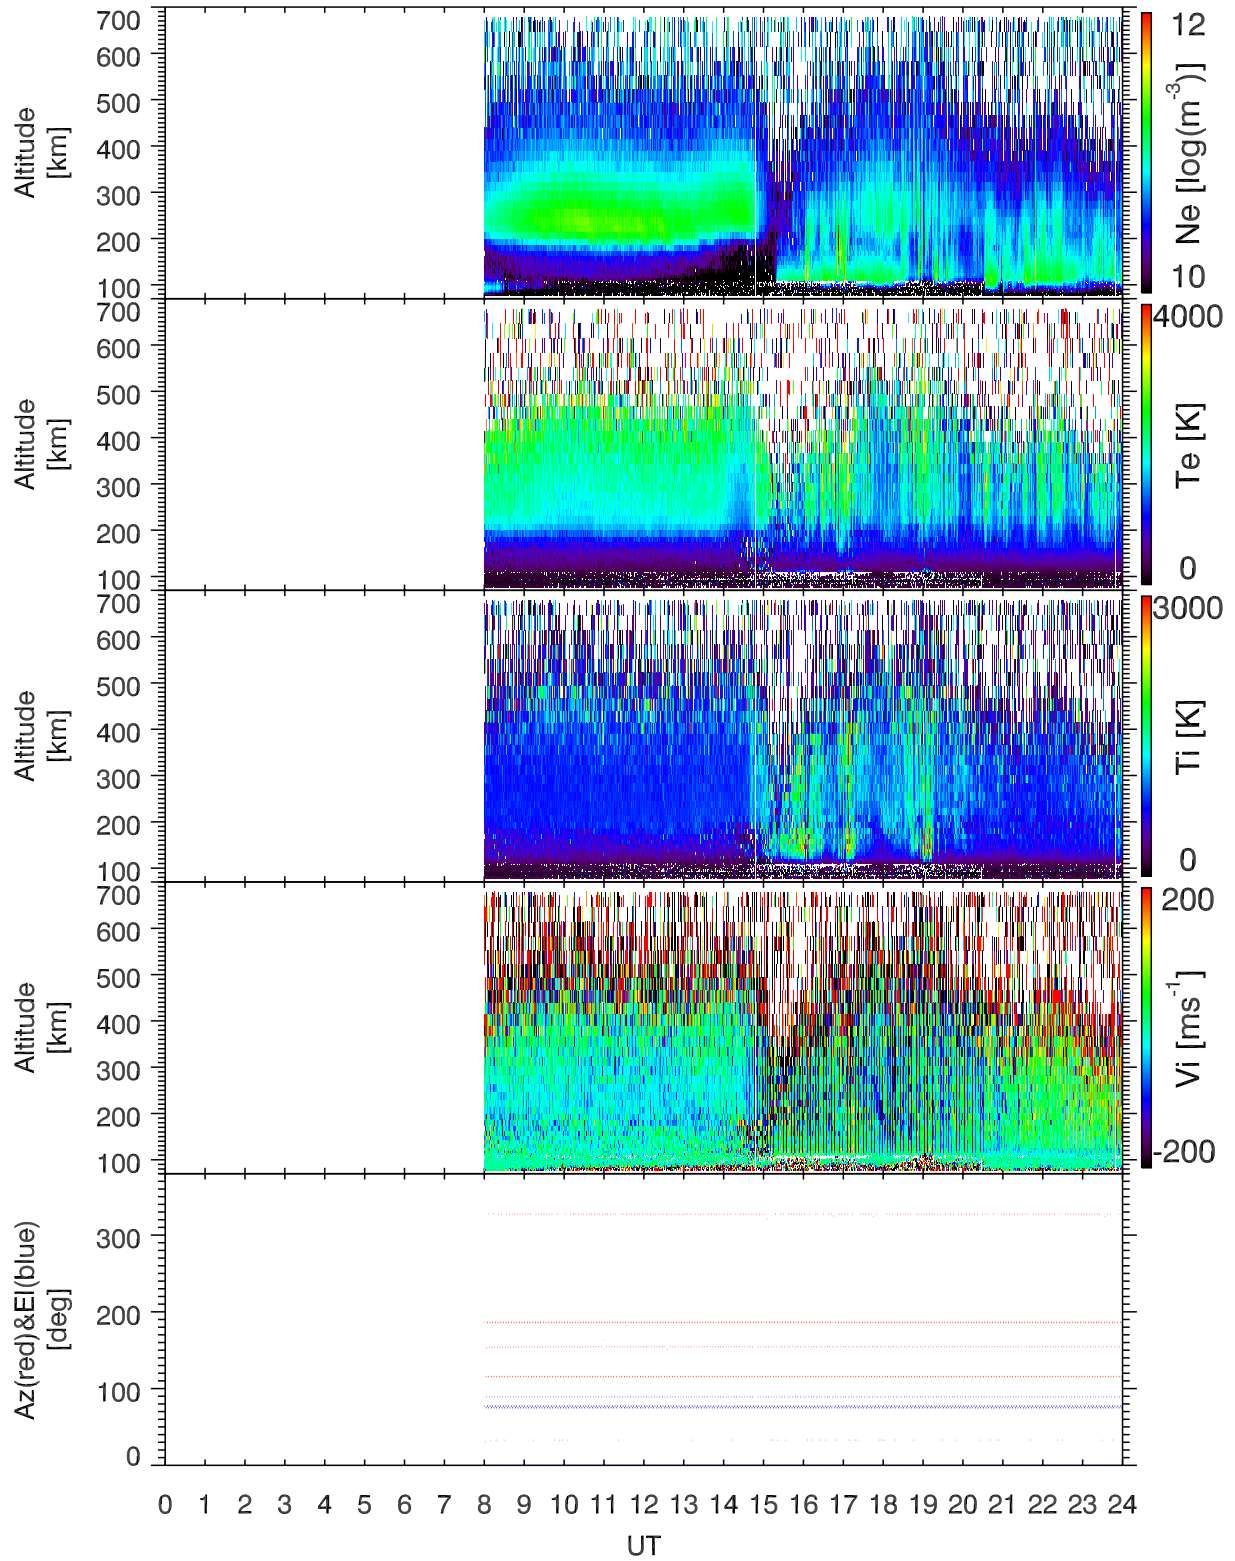 700
600
500
400
300
200
100
Altitude
[km]
12
Ne [log(m⁻³)]
10
700
600
500
400
300
200
100
Altitude
[km]
4000
Te [K]
0
700
600
500
400
300
200
100
Altitude
[km]
3000
Ti [K]
0
700
600
500
400
300
200
100
Altitude
[km]
200
Vi [ms⁻¹]
-200
300
200
100
0
Az(red)&El(blue)
[deg]
0 1 2 3 4 5 6 7 8 9 10 11 12 13 14 15 16 17 18 19 20 21 22 23 24
UT